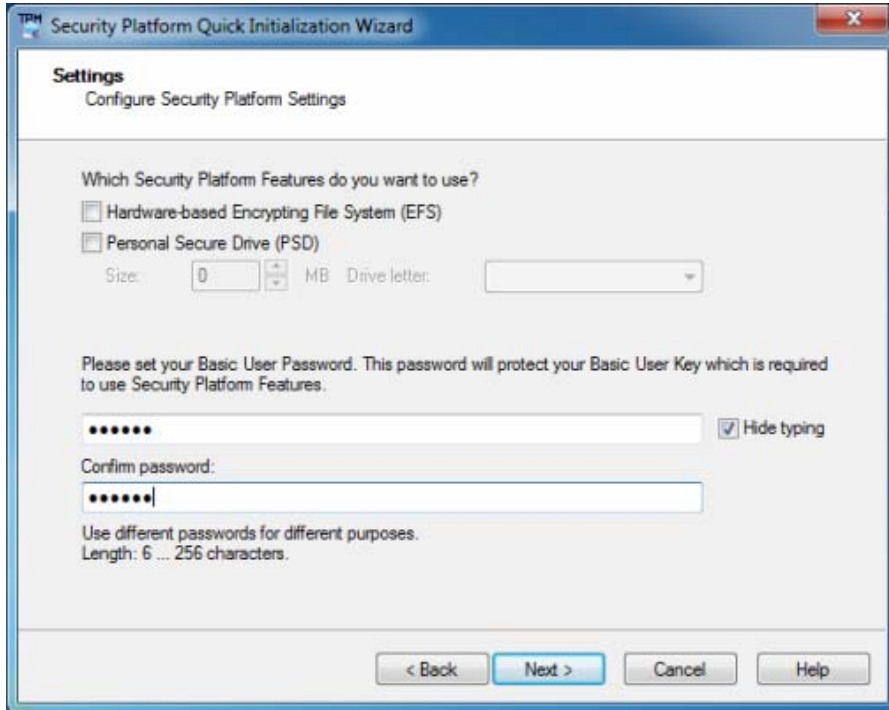 TPM Security Platform Quick Initialization Wizard
Settings
Configure Security Platform Settings
Which Security Platform Features do you want to use?
Hardware-based Encrypting File System (EFS)
Personal Secure Drive (PSD)
Size: 0 MB Drive letter:
Please set your Basic User Password. This password will protect your Basic User Key which is required
to use Security Platform Features.
●●●●●● Hide typing
Confirm password:
●●●●●●
Use different passwords for different purposes.
Length: 6 ... 256 characters.
< Back Next > Cancel Help